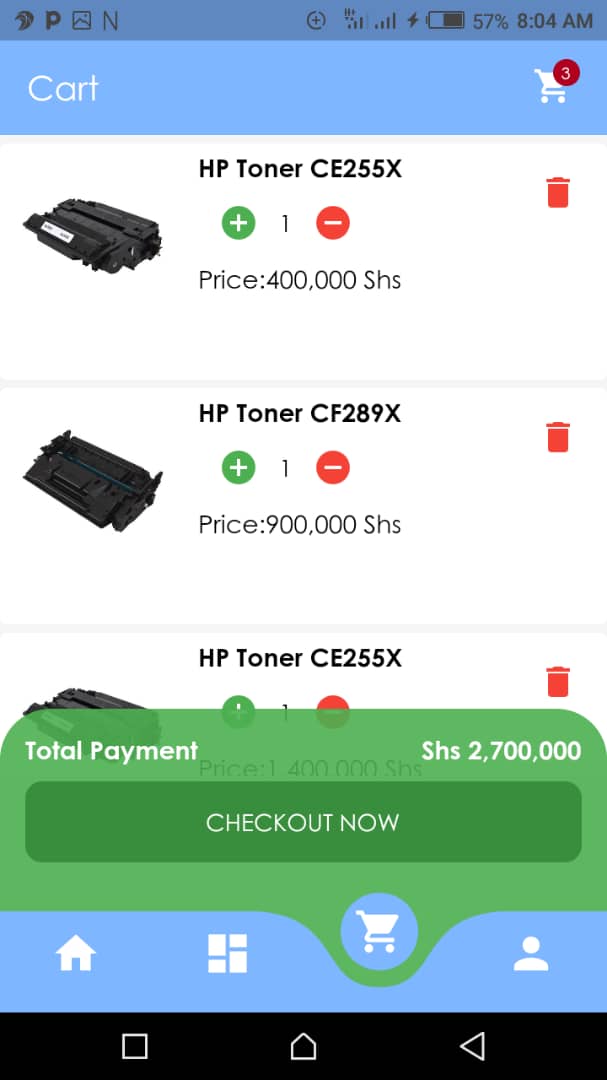 57% 8:04 AM
Cart
3
HP Toner CE255X
1
Price:400,000 Shs
HP Toner CF289X
1
Price:900,000 Shs
HP Toner CE255X
1
Price:1,400,000 Shs
Total Payment Shs 2,700,000
CHECKOUT NOW